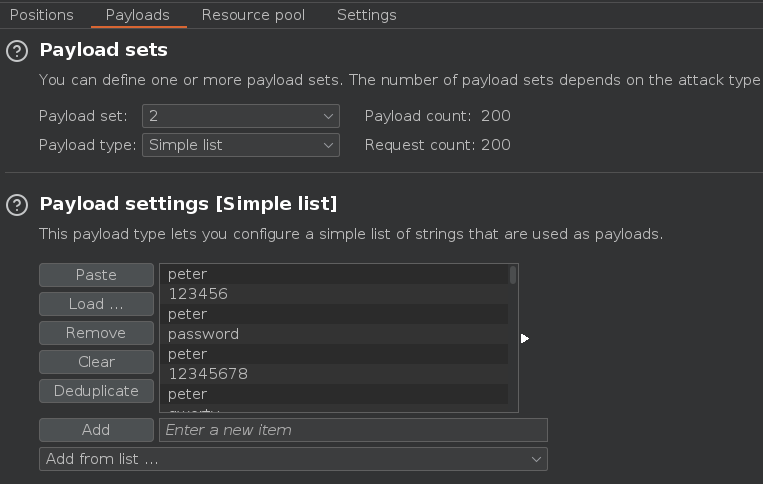 Positions Payloads Resource pool Settings
Payload sets
You can define one or more payload sets. The number of payload sets depends on the attack type
Payload set: 2 Payload count: 200
Payload type: Simple list Request count: 200
Payload settings [Simple list]
This payload type lets you configure a simple list of strings that are used as payloads.
Paste
Load ...
Remove
Clear
Deduplicate
peter
123456
peter
password
peter
12345678
peter
Add Enter a new item
Add from list ...